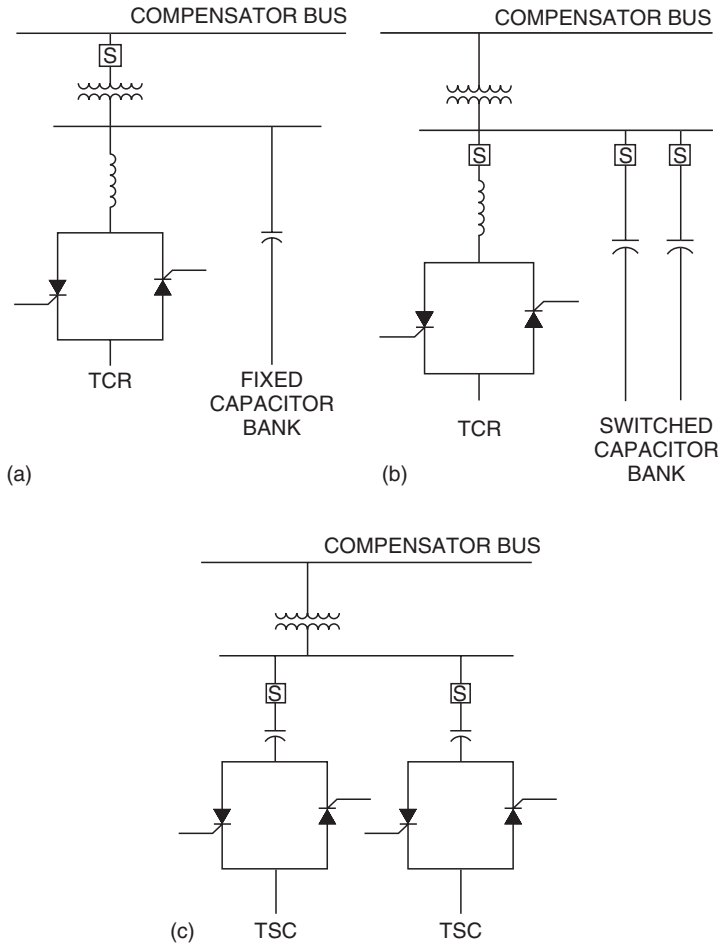 COMPENSATOR BUS
S
TCR
FIXED
CAPACITOR
BANK
(a)
COMPENSATOR BUS
S
S
S
TCR
SWITCHED
CAPACITOR
BANK
(b)
COMPENSATOR BUS
S
S
TSC
TSC
(c)